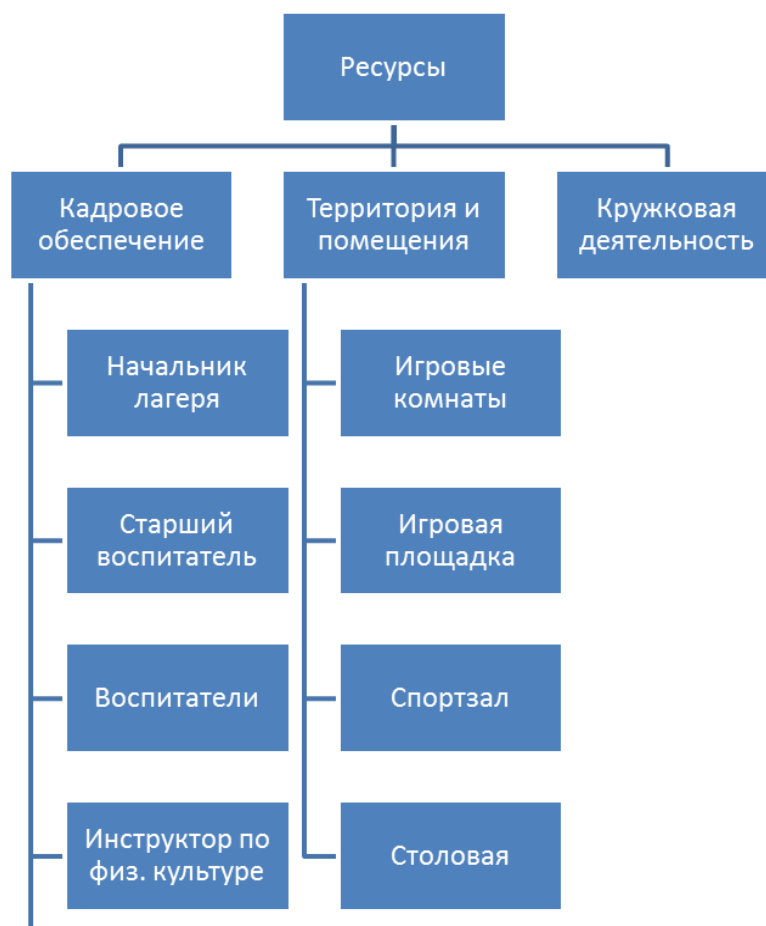 Ресурсы
Кадровое
обеспечение
Территория и
помещения
Кружковая
деятельность
Начальник
лагеря
Игровые
комнаты
Старший
воспитатель
Игровая
площадка
Воспитатели
Спортзал
Инструктор по
физ. культуре
Столовая